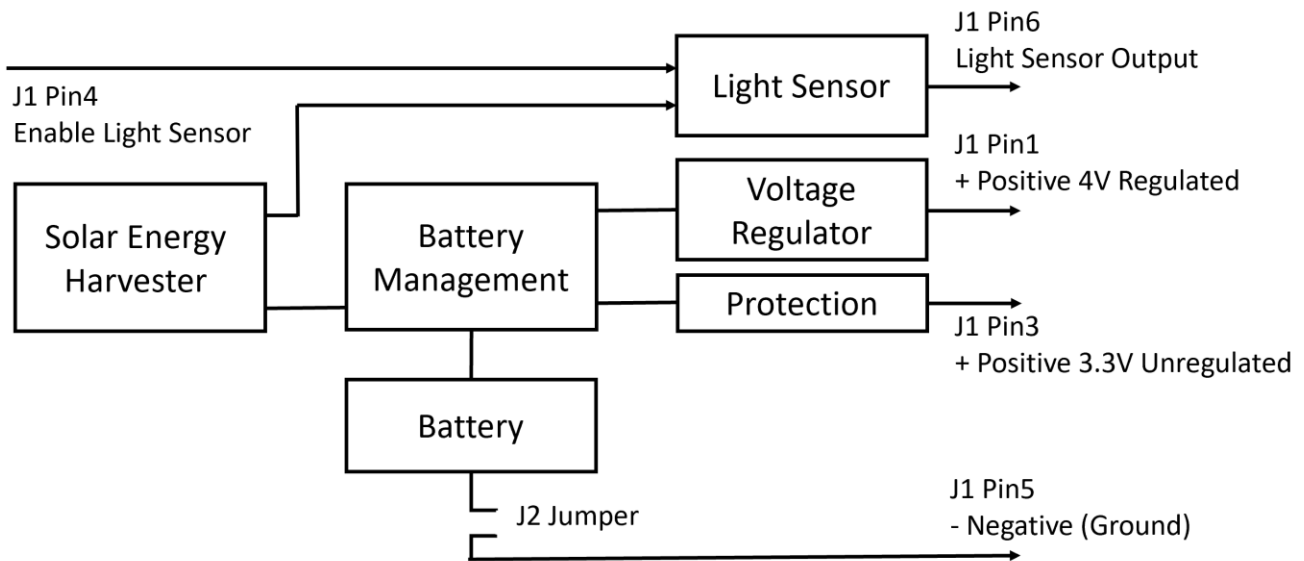 J1 Pin6
Light Sensor Output
Light Sensor
J1 Pin4
Enable Light Sensor
J1 Pin1
+ Positive 4V Regulated
Voltage
Regulator
Solar Energy
Harvester
Battery
Management
Protection
J1 Pin3
+ Positive 3.3V Unregulated
Battery
J2 Jumper
J1 Pin5
- Negative (Ground)